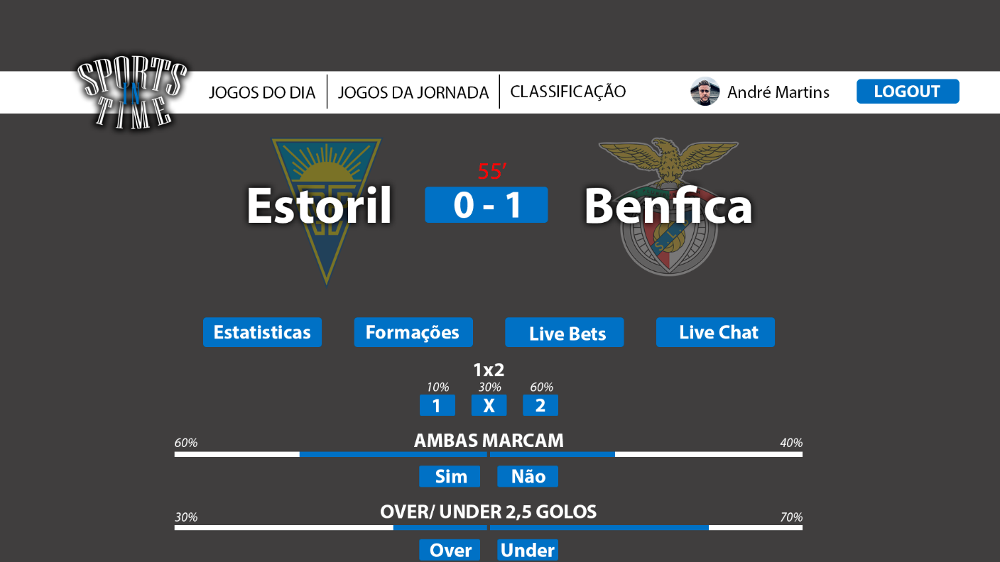 SPORTS
IN
TIME
JOGOS DO DIA
JOGOS DA JORNADA
CLASSIFICAÇÃO
André Martins
LOGOUT
55’
Estoril
0 - 1
Benfica
S.L.
Estatisticas
Formações
Live Bets
Live Chat
1x2
10%
30%
60%
1
X
2
AMBAS MARCAM
60%
40%
Sim
Não
OVER/ UNDER 2,5 GOLOS
30%
70%
Over
Under